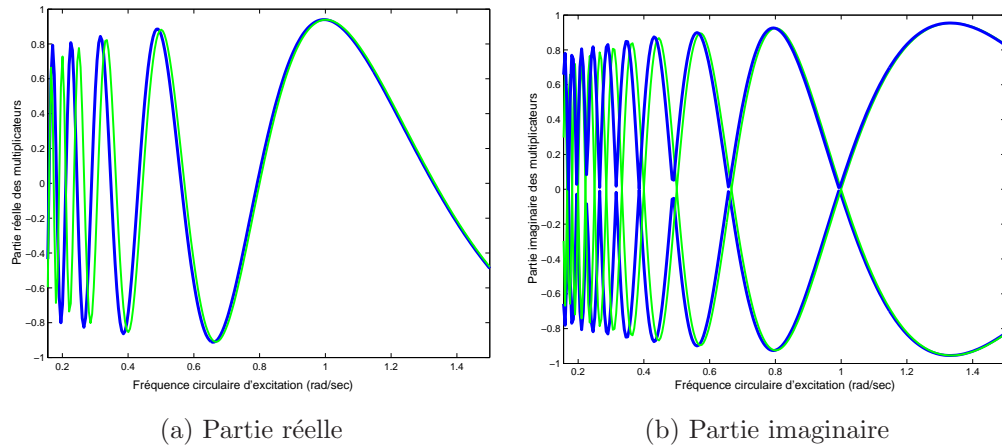 1
0.8
0.6
0.4
0.2
0
−0.2
−0.4
−0.6
−0.8
−1
0.2 0.4 0.6 0.8 1 1.2 1.4
Partie réelle des multiplicateurs
Fréquence circulaire d'excitation (rad/sec)
(a) Partie réelle
1
0.8
0.6
0.4
0.2
0
−0.2
−0.4
−0.6
−0.8
−1
0.2 0.4 0.6 0.8 1 1.2 1.4
Partie imaginaire des multiplicateurs
Fréquence circulaire d'excitation (rad/sec)
(b) Partie imaginaire